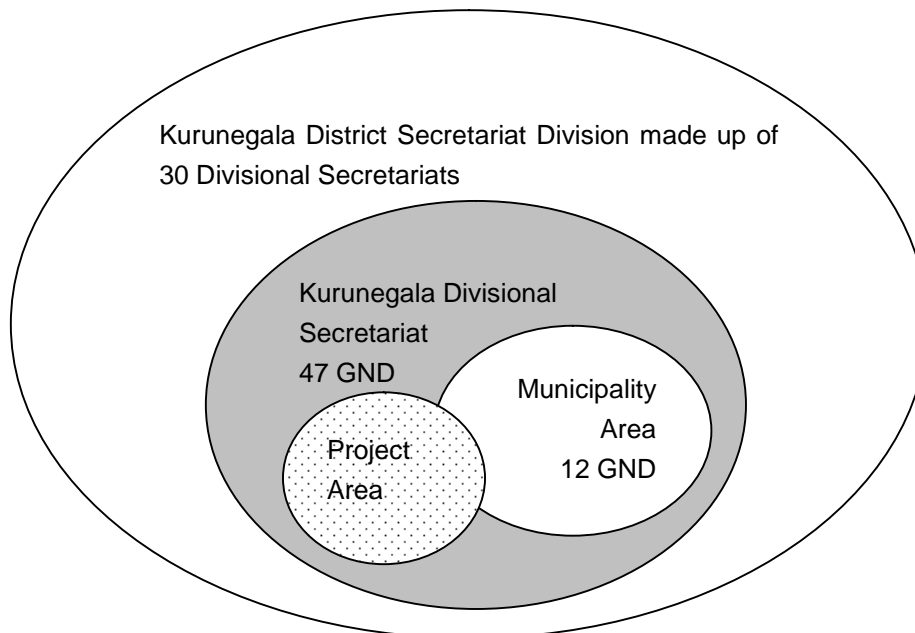 Kurunegala District Secretariat Division made up of
30 Divisional Secretariats
Kurunegala Divisional
Secretariat
47 GND
Municipality
Area
12 GND
Project
Area